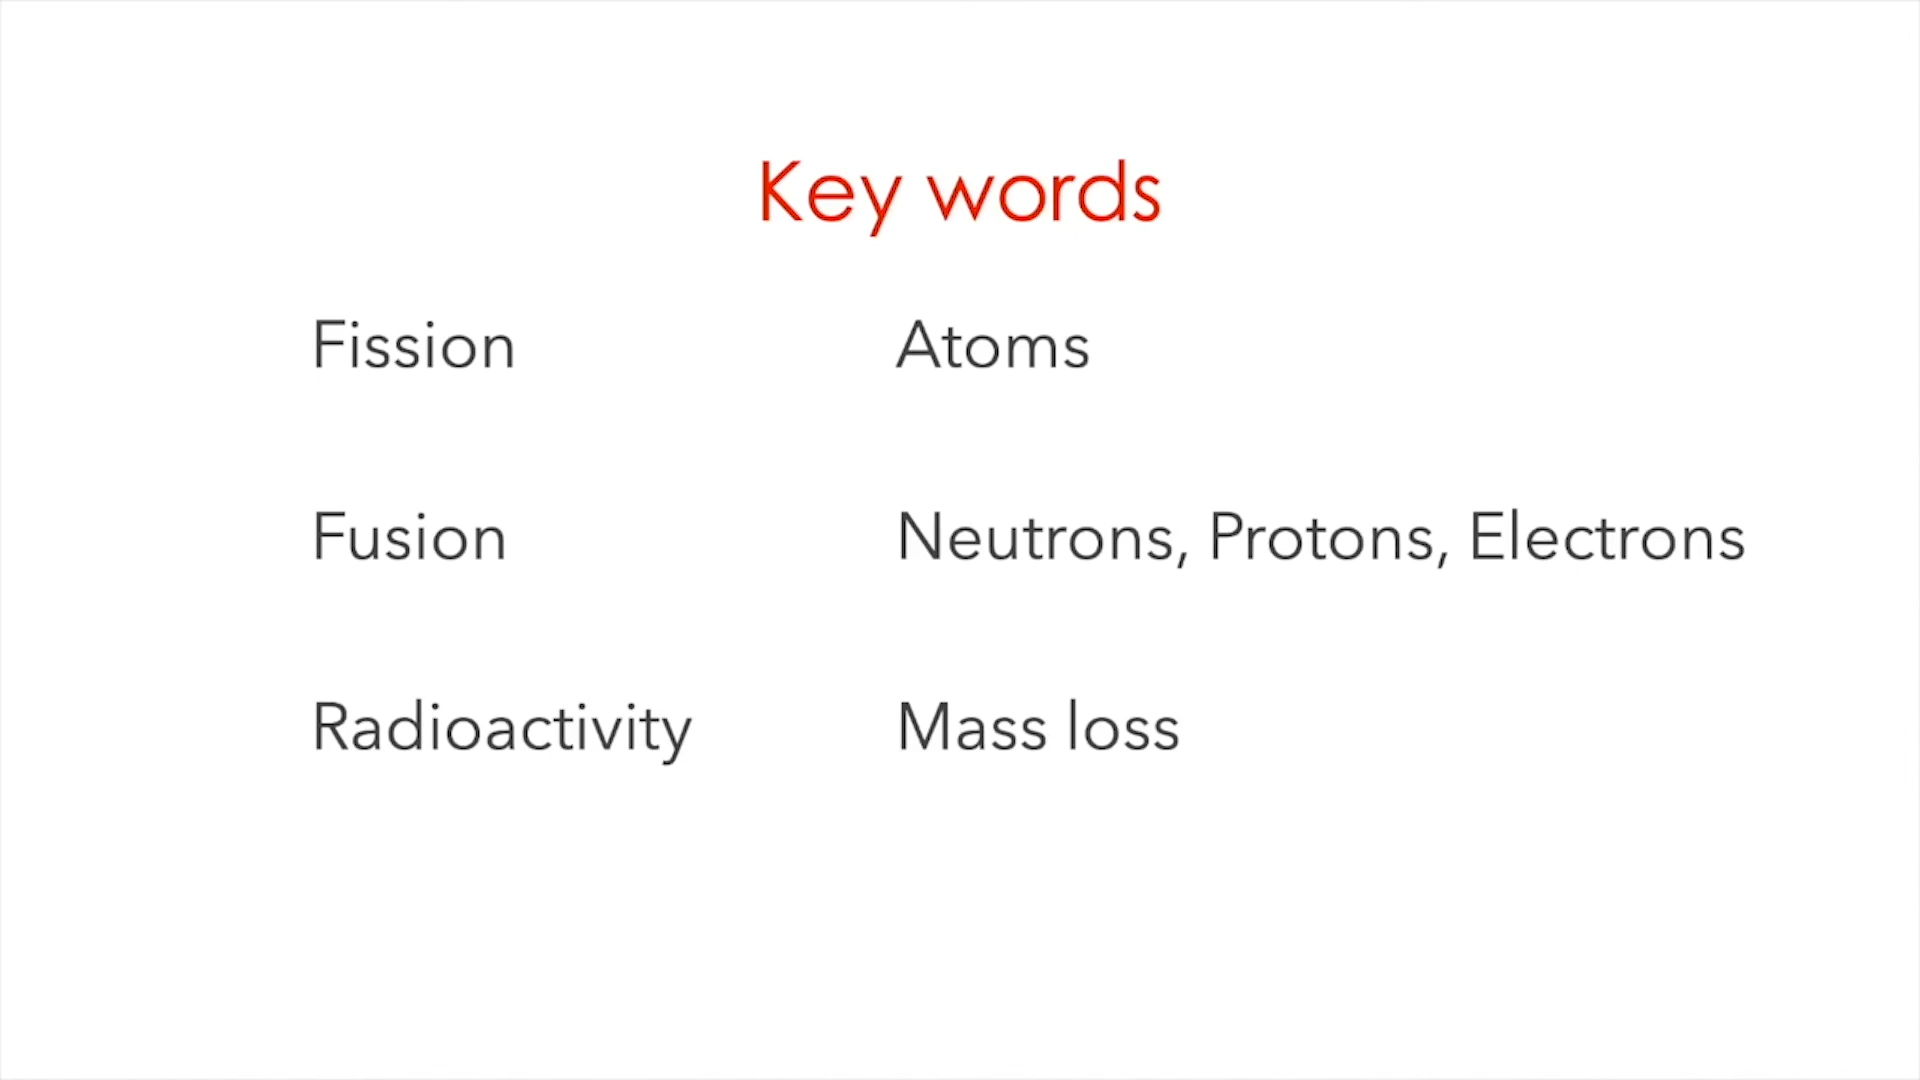 Key words
Fission
Atoms
Fusion
Neutrons, Protons, Electrons
Radioactivity
Mass loss